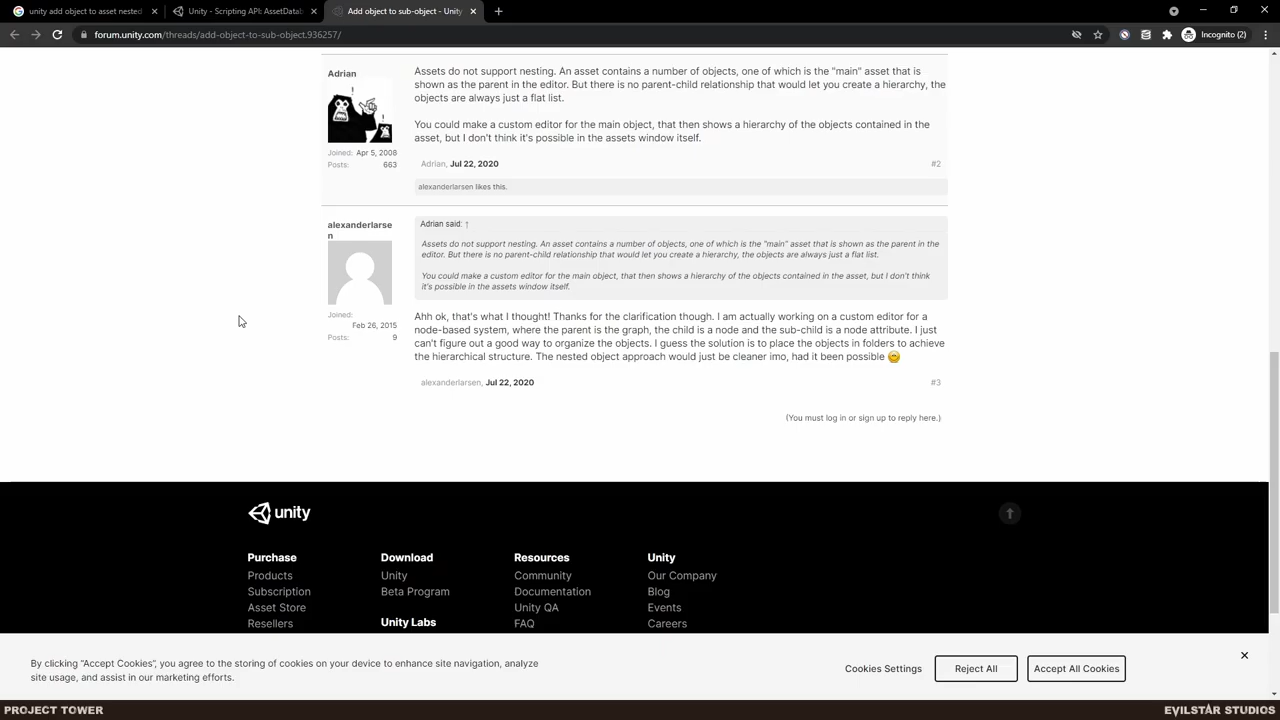 unity add object to asset nested
Unity - Scripting API: AssetDatab
Add object to sub-object - Unity
forum.unity.com/threads/add-object-to-sub-object.936257/
Incognito (2)
Adrian
Joined: Apr 5, 2008
Posts: 663
Assets do not support nesting. An asset contains a number of objects, one of which is the "main" asset that is
shown as the parent in the editor. But there is no parent-child relationship that would let you create a hierarchy, the
objects are always just a flat list.
You could make a custom editor for the main object, that then shows a hierarchy of the objects contained in the
asset, but I don't think it's possible in the assets window itself.
Adrian, Jul 22, 2020
#2
alexanderlarsen likes this.
alexanderlarse
n
Joined:
Feb 26, 2015
Posts: 9
Adrian said: ↑
Assets do not support nesting. An asset contains a number of objects, one of which is the "main" asset that is shown as the parent in the
editor. But there is no parent-child relationship that would let you create a hierarchy, the objects are always just a flat list.
You could make a custom editor for the main object, that then shows a hierarchy of the objects contained in the asset, but I don't think
it's possible in the assets window itself.
Ahh ok, that's what I thought! Thanks for the clarification though. I am actually working on a custom editor for a
node-based system, where the parent is the graph, the child is a node and the sub-child is a node attribute. I just
can't figure out a good way to organize the objects. I guess the solution is to place the objects in folders to achieve
the hierarchical structure. The nested object approach would just be cleaner imo, had it been possible
alexanderlarsen, Jul 22, 2020
#3
(You must log in or sign up to reply here.)
unity
Purchase
Products
Subscription
Asset Store
Resellers
Download
Unity
Beta Program
Unity Labs
Resources
Community
Documentation
Unity QA
FAQ
Unity
Our Company
Blog
Events
Careers
By clicking “Accept Cookies”, you agree to the storing of cookies on your device to enhance site navigation, analyze
site usage, and assist in our marketing efforts.
Cookies Settings
Reject All
Accept All Cookies
PROJECT TOWER
EVILSTAR STUDIOS